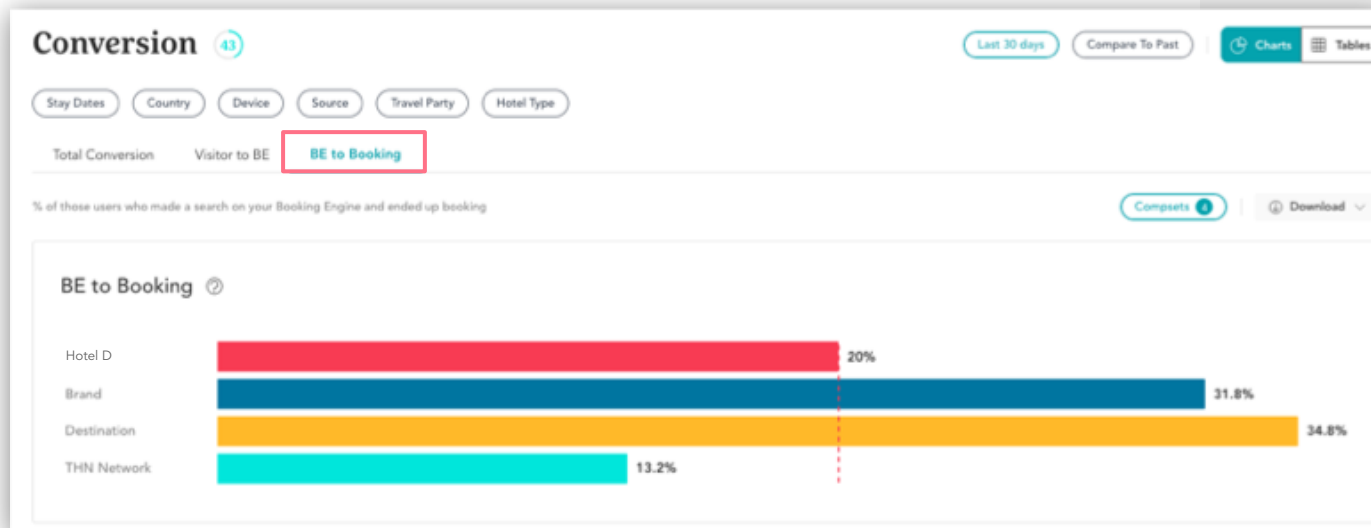 Conversion 43 Last 30 days Compare To Past Charts Tables
Stay Dates Country Device Source Travel Party Hotel Type
Total Conversion Visitor to BE BE to Booking
% of those users who made a search on your Booking Engine and ended up booking Compsets 4 Download
BE to Booking ?
Hotel D 20%
Brand 31.8%
Destination 34.8%
THN Network 13.2%